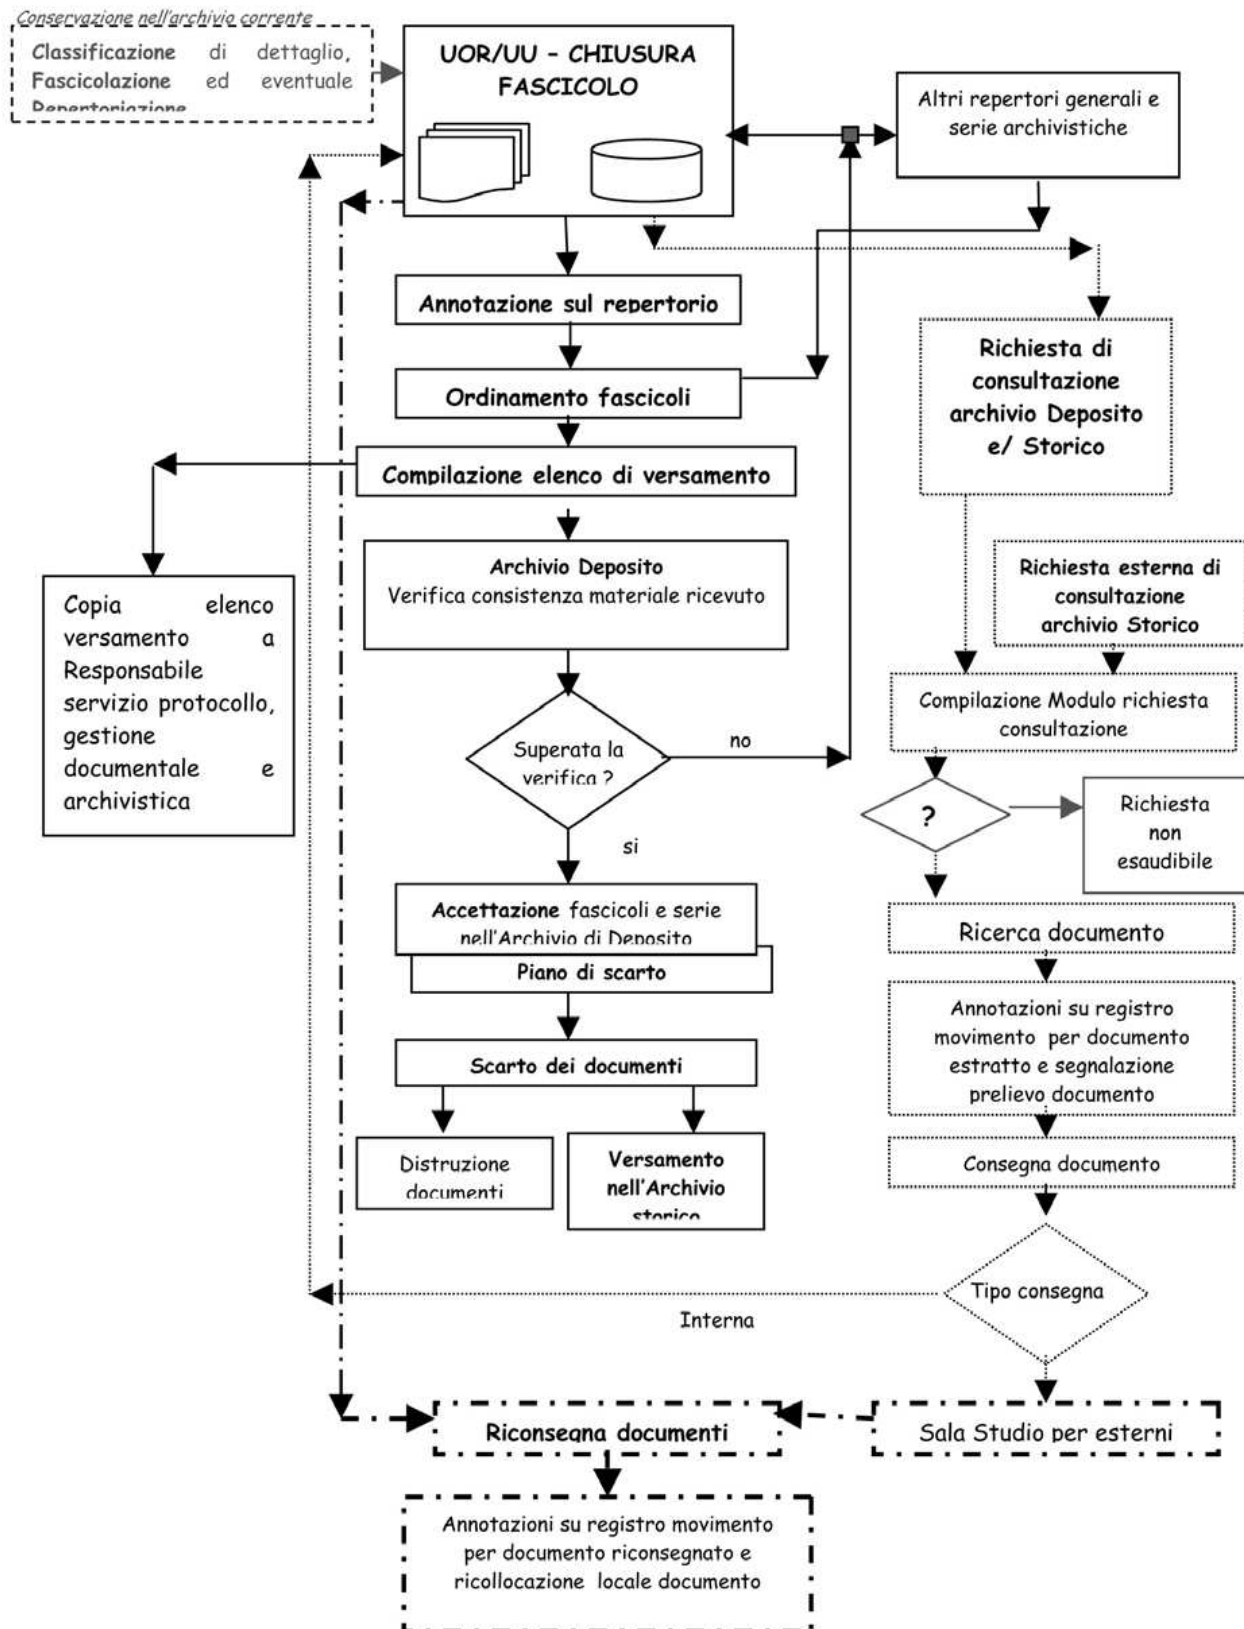 Conservazione nell'archivio corrente
Classificazione di dettaglio,
Fascicolazione ed eventuale
Repertoriazione
UOR/UU - CHIUSURA
FASCICOLO
Altri repertori generali e
serie archivistiche
Annotazione sul repertorio
Ordinamento fascicoli
Compilazione elenco di versamento
Richiesta di
consultazione
archivio Deposito
e/ Storico
Archivio Deposito
Verifica consistenza materiale ricevuto
Richiesta esterna di
consultazione
archivio Storico
Copia elenco
versamento a
Responsabile
servizio protocollo,
gestione
documentale e
archivistica
Compilazione Modulo richiesta
consultazione
Superata la
verifica ?
no
si
?
Richiesta
non
esaudibile
Accettazione fascicoli e serie
nell'Archivio di Deposito
Piano di scarto
Ricerca documento
Annotazioni su registro
movimento per documento
estratto e segnalazione
prelievo documento
Scarto dei documenti
Distruzione
documenti
Versamento
nell'Archivio
storico
Consegna documento
Tipo consegna
Interna
Riconsegna documenti
Sala Studio per esterni
Annotazioni su registro movimento
per documento riconsegnato e
ricollocazione locale documento